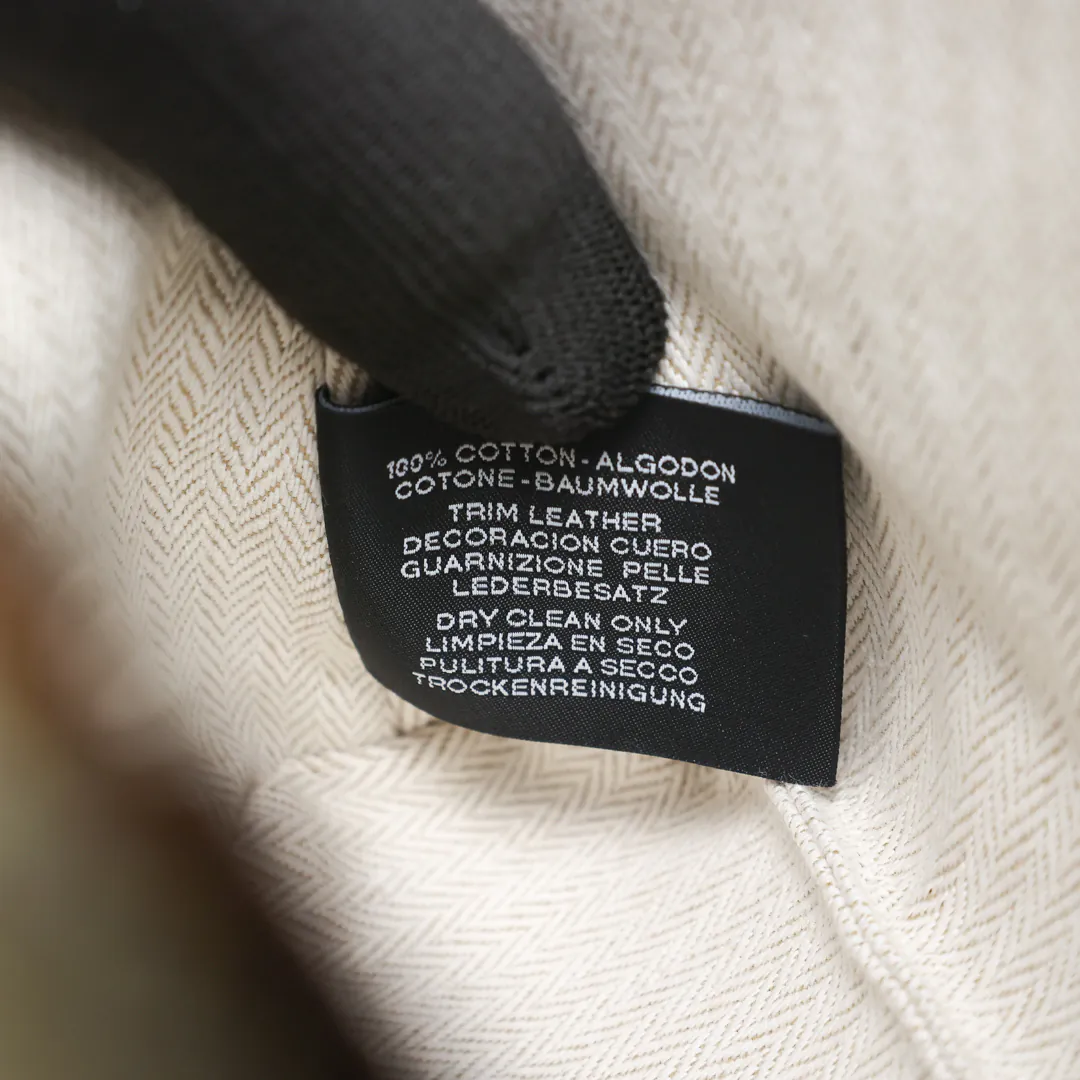 100% COTTON-ALGODON
COTONE-BAUMWOLLE
TRIM LEATHER
DECORACION CUERO
GUARNIZIONE PELLE
LEDERBESATZ
DRY CLEAN ONLY
LIMPIEZA EN SECO
PULITURA A SECCO
TROCKENREINIGUNG